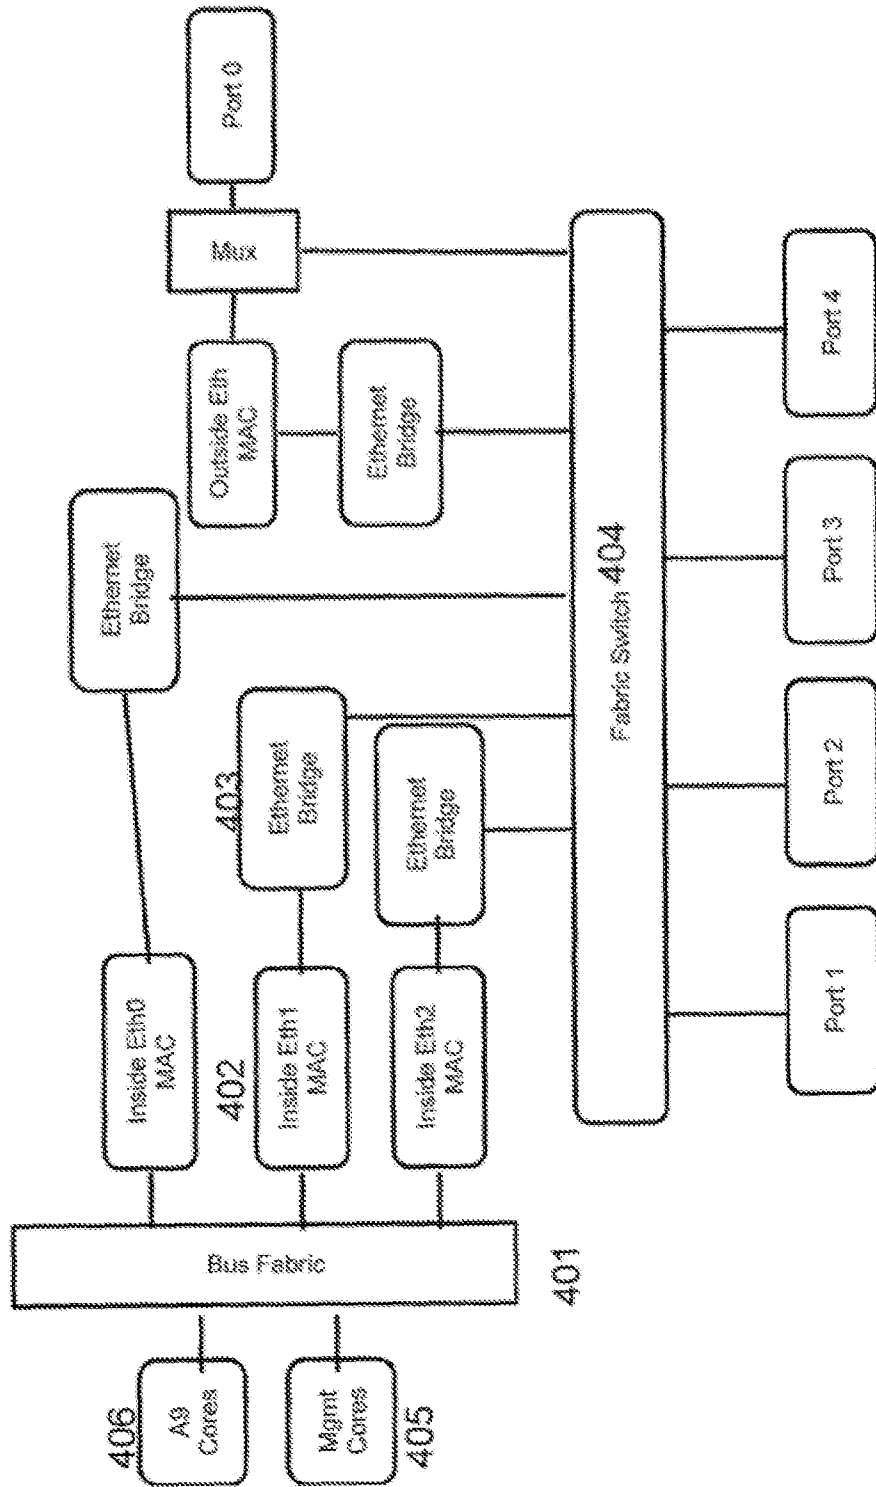 406
A9
Cores
Mgmt
Cores
405
Bus Fabric
401
Inside Eth0
MAC
402
Inside Eth1
MAC
Inside Eth2
MAC
Ethernet
Bridge
403
Ethernet
Bridge
Ethernet
Bridge
Outside Eth
MAC
Ethernet
Bridge
Mux
Port 0
Fabric Switch 404
Port 1
Port 2
Port 3
Port 4